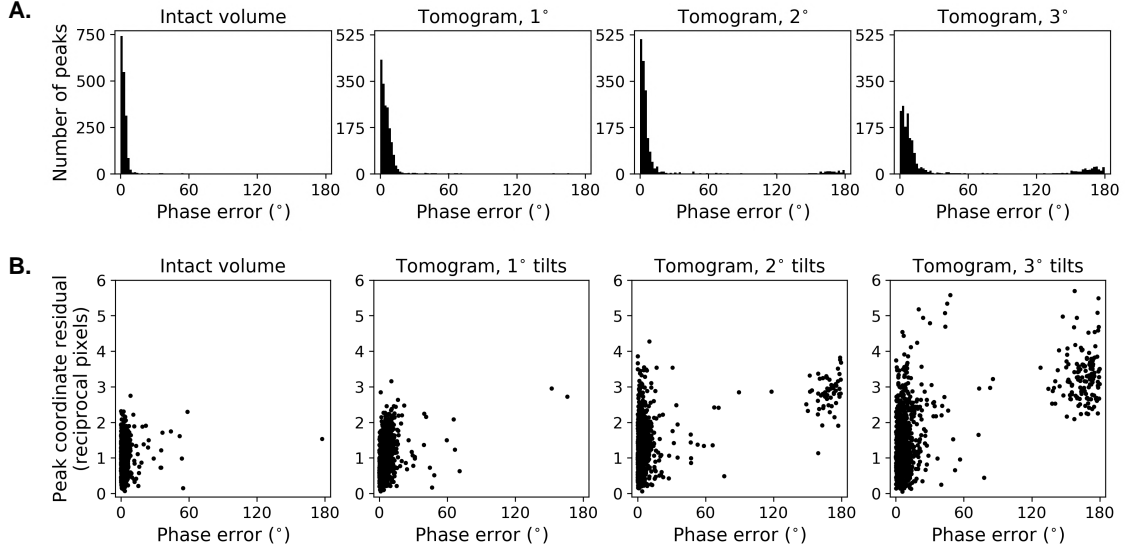 A.
Intact volume
Tomogram, 1°
Tomogram, 2°
Tomogram, 3°
Number of peaks
750
500
250
0
525
350
175
0
525
350
175
0
525
350
175
0
0 60 120 180
0 60 120 180
0 60 120 180
0 60 120 180
Phase error (°)
Phase error (°)
Phase error (°)
Phase error (°)
B.
Intact volume
Tomogram, 1° tilts
Tomogram, 2° tilts
Tomogram, 3° tilts
Peak coordinate residual
(reciprocal pixels)
6
5
4
3
2
1
0
6
5
4
3
2
1
0
6
5
4
3
2
1
0
6
5
4
3
2
1
0
0 60 120 180
0 60 120 180
0 60 120 180
0 60 120 180
Phase error (°)
Phase error (°)
Phase error (°)
Phase error (°)